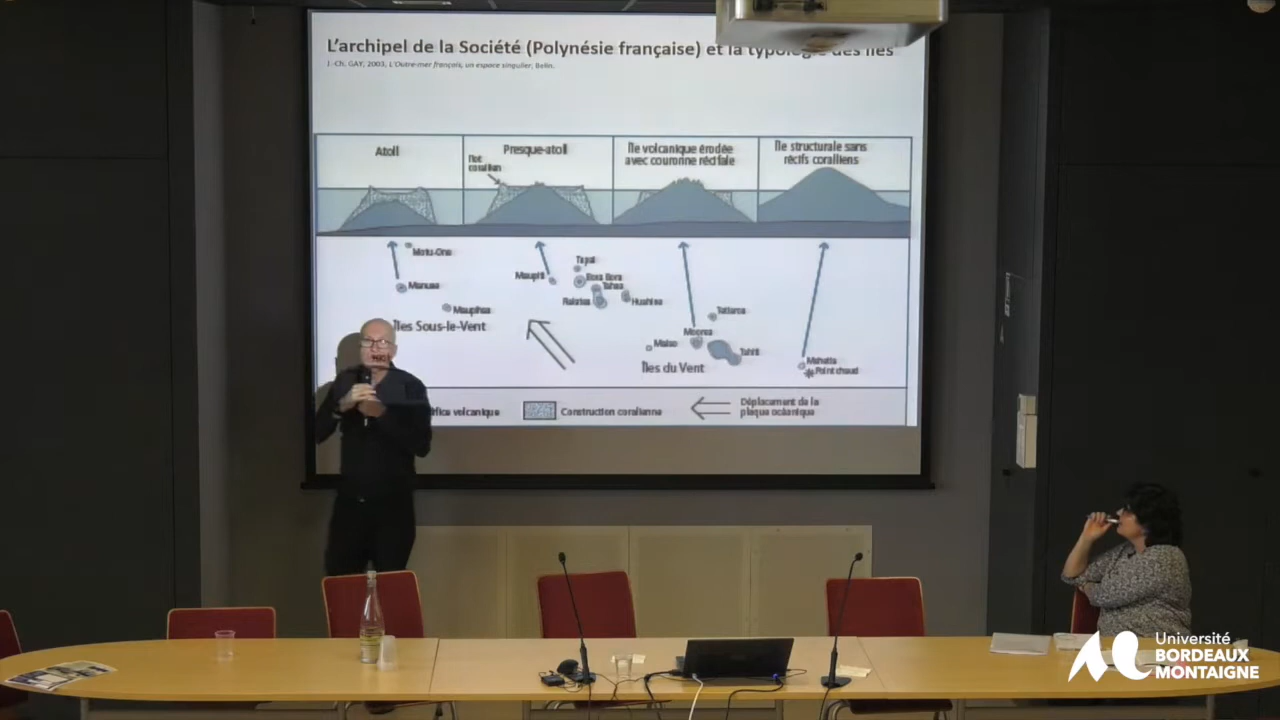 L'archipel de la Société (Polynésie française) et la typologie des îles
J.-Ch. GAY, 2003, L'Outre-mer français, un espace singulier, Belin.
Atoll
Presque-atoll
Île volcanique érodée
avec couronne récifale
Île structurale sans
récifs coralliens
Îlot
corallien
Motu-One
Manuae
Maupihaa
Îles Sous-le-Vent
Maupiti
Tupai
Bora Bora
Tahaa
Raiatea
Huahine
Tetiaroa
Moorea
Maiao
Tahiti
Îles du Vent
Mehetia
Point chaud
fice volcanique
Construction coralienne
Déplacement de la
plaque océanique
Université
BORDEAUX
MONTAIGNE